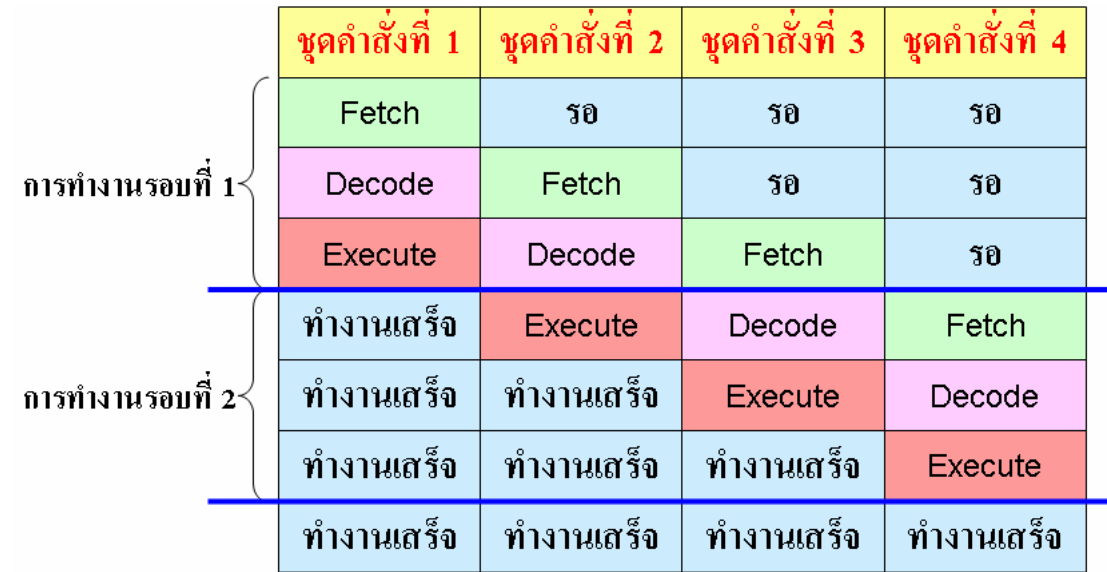 ชุดคำสั่งที่ 1 ชุดคำสั่งที่ 2 ชุดคำสั่งที่ 3 ชุดคำสั่งที่ 4
Fetch รอ รอ รอ
การทำงานรอบที่ 1 Decode Fetch รอ รอ
Execute Decode Fetch รอ
ทำงานเสร็จ Execute Decode Fetch
การทำงานรอบที่ 2 ทำงานเสร็จ ทำงานเสร็จ Execute Decode
ทำงานเสร็จ ทำงานเสร็จ ทำงานเสร็จ Execute
ทำงานเสร็จ ทำงานเสร็จ ทำงานเสร็จ ทำงานเสร็จ